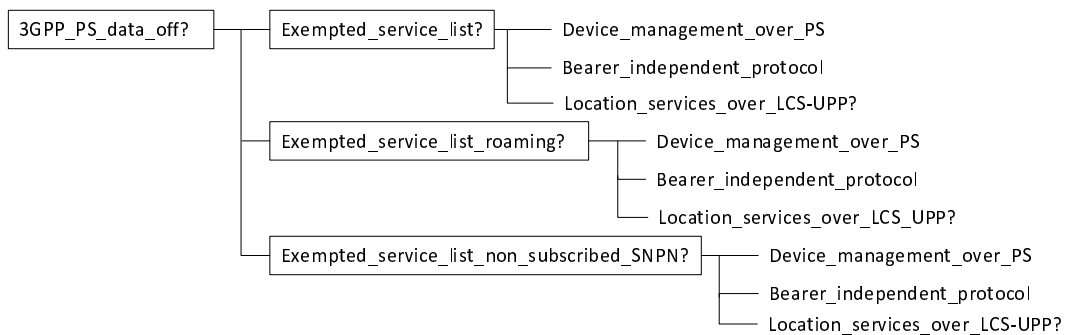 3GPP_PS_data_off?
Exempted_service_list?
Device_management_over_PS
Bearer_independent_protocol
Location_services_over_LCS-UPP?
Exempted_service_list_roaming?
Device_management_over_PS
Bearer_independent_protocol
Location_services_over_LCS_UPP?
Exempted_service_list_non_subscribed_SNPN?
Device_management_over_PS
Bearer_independent_protocol
Location_services_over_LCS-UPP?